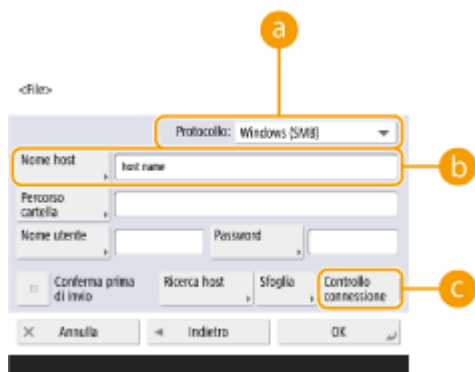 a
<File>
Protocollo: Windows (SMB)
Nome host
host name
b
Percorso
cartella
Nome utente
Password
Conferma prima
di invio
Ricerca host
Sfoglia
Controllo
connessione
c
Annulla
Indietro
OK